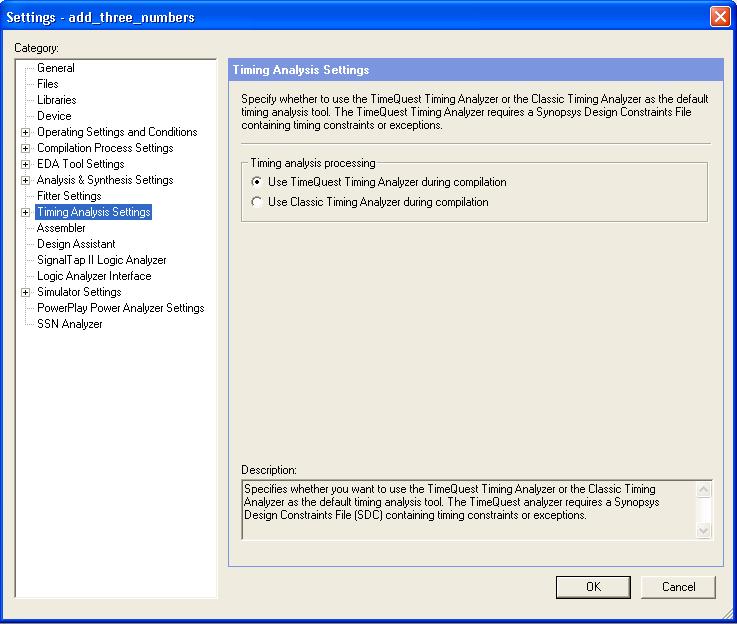 Settings - add_three_numbers
Category:
General
Files
Libraries
Device
Operating Settings and Conditions
Compilation Process Settings
EDA Tool Settings
Analysis & Synthesis Settings
Fitter Settings
Timing Analysis Settings
Assembler
Design Assistant
SignalTap II Logic Analyzer
Logic Analyzer Interface
Simulator Settings
PowerPlay Power Analyzer Settings
SSN Analyzer
Timing Analysis Settings
Specify whether to use the TimeQuest Timing Analyzer or the Classic Timing Analyzer as the default
timing analysis tool. The TimeQuest Timing Analyzer requires a Synopsys Design Constraints File
containing timing constraints or exceptions.
Timing analysis processing
Use TimeQuest Timing Analyzer during compilation
Use Classic Timing Analyzer during compilation
Description:
Specifies whether you want to use the TimeQuest Timing Analyzer or the Classic Timing
Analyzer as the default timing analysis tool. The TimeQuest analyzer requires a Synopsys
Design Constraints File (SDC) containing timing constraints or exceptions.
OK
Cancel